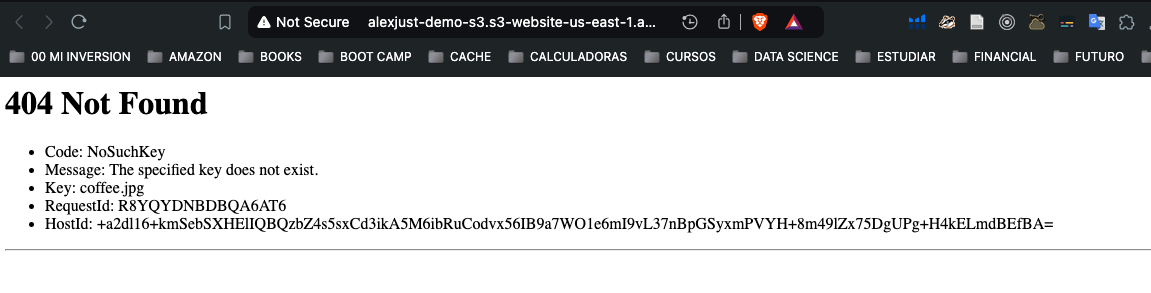 Not Secure alexjust-demo-s3.s3-website-us-east-1.a...
00 MI INVERSION AMAZON BOOKS BOOT CAMP CACHE CALCULADORAS CURSOS DATA SCIENCE ESTUDIAR FINANCIAL FUTURO
404 Not Found
• Code: NoSuchKey
• Message: The specified key does not exist.
• Key: coffee.jpg
• RequestId: R8YQYDNBDBQA6AT6
• HostId: +a2dl16+kmSebSXHElIQBQzbZ4s5sxCd3ikA5M6ibRuCodvx56IB9a7WO1e6mI9vL37nBpGSyxmPVYH+8m49lZx75DgUPg+H4kELmdBEfBA=